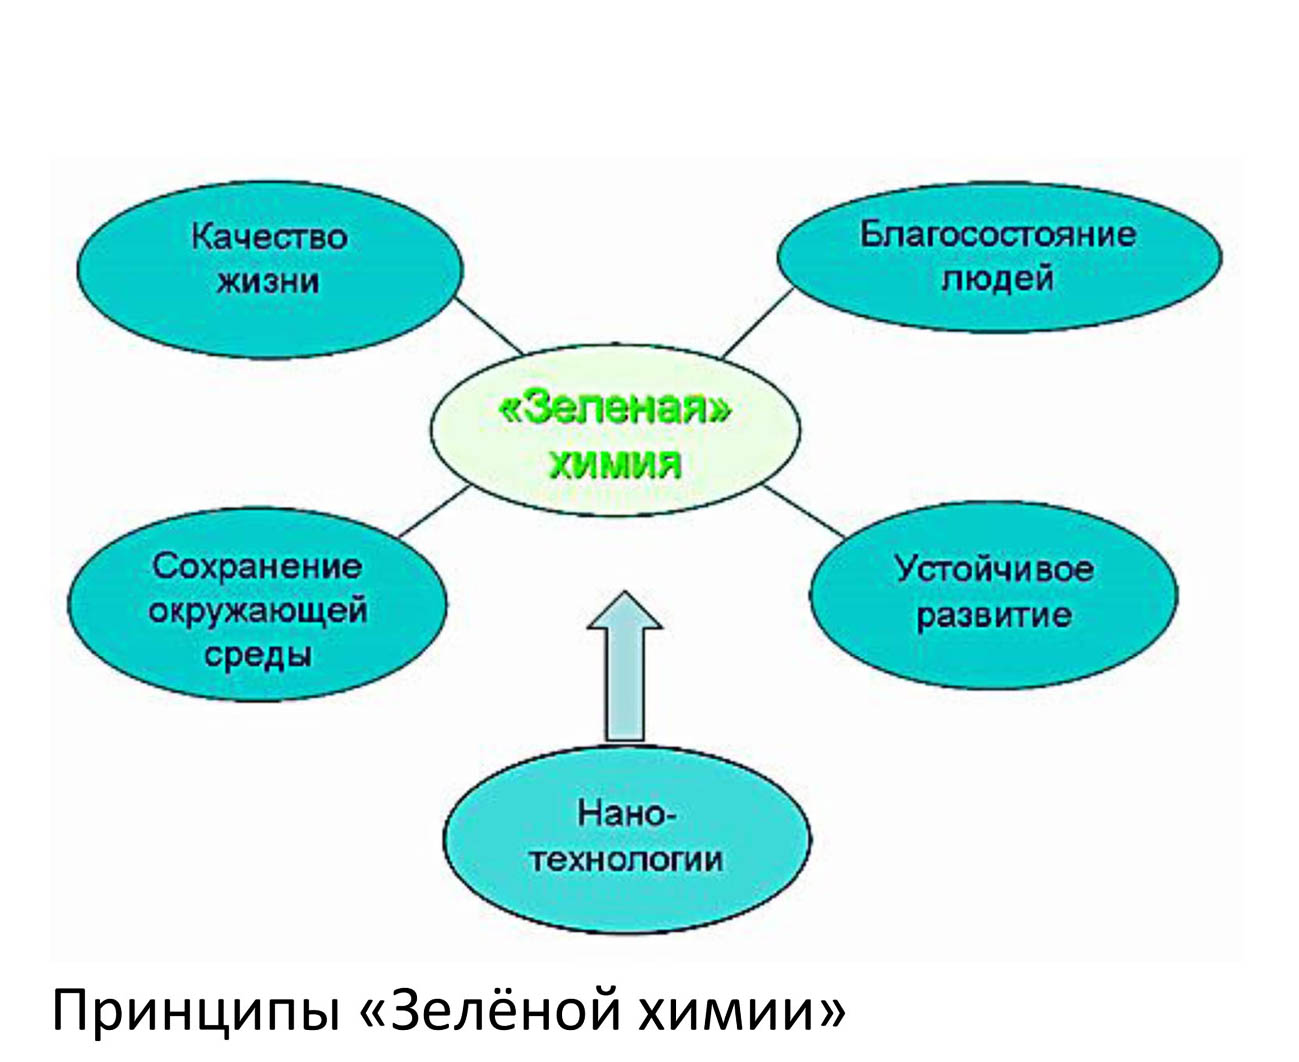 Качество
жизни
Благосостояние
людей
«Зеленая»
химия
Сохранение
окружающей
среды
Устойчивое
развитие
Нано-
технологии
Принципы «Зелёной химии»